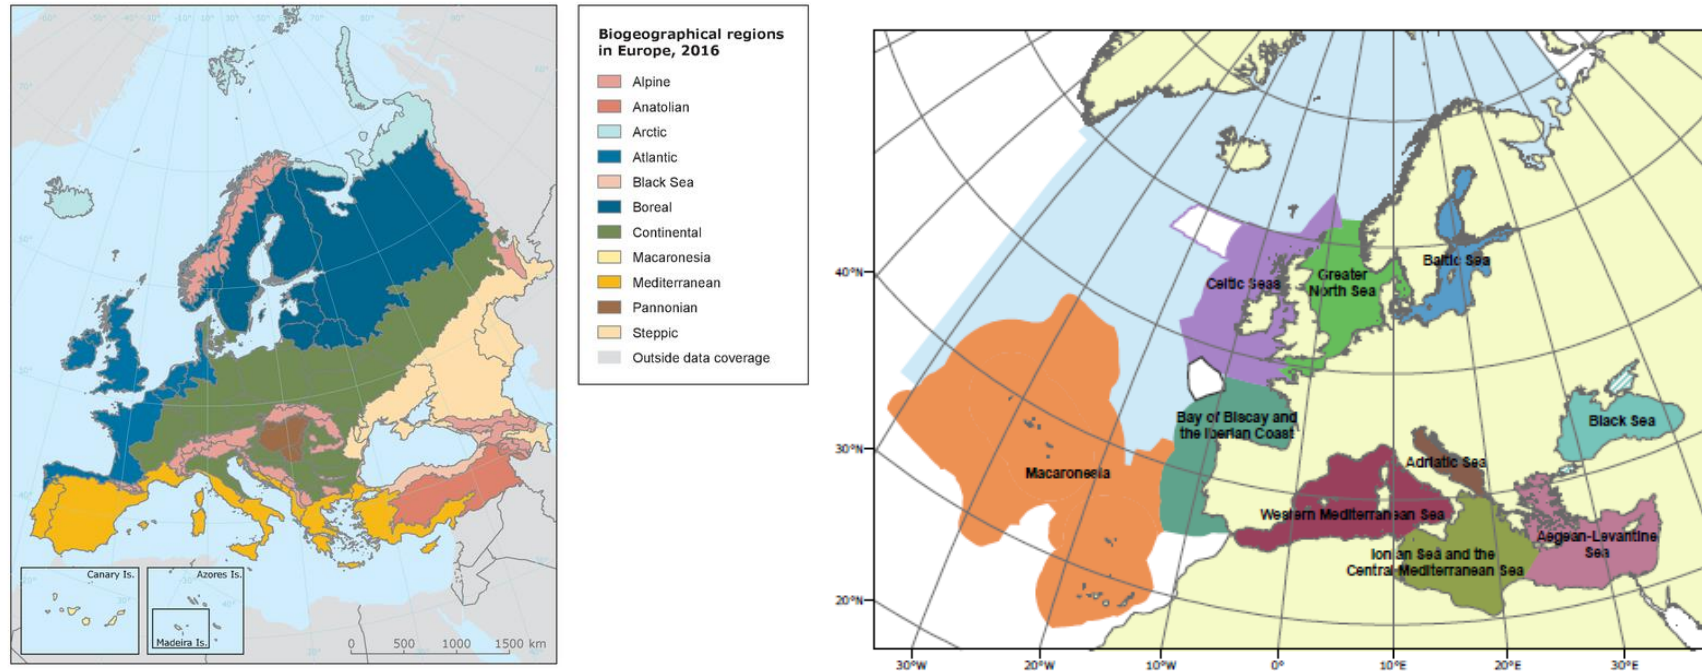 Biogeographical regions
in Europe, 2016
Alpine
Anatolian
Arctic
Atlantic
Black Sea
Boreal
Continental
Macaronesia
Mediterranean
Pannonian
Steppic
Outside data coverage
Canary Is.
Azores Is.
Madeira Is.
0 500 1000 1500 km
40°N
30°N
20°N
30°W 20°W 10°W 0° 10°E 20°E 30°E
Celtic Seas
Greater
North Sea
Baltic Sea
Bay of Biscay and
the Iberian Coast
Black Sea
Macaronesia
Adriatic Sea
Western Mediterranean Sea
Ionian Sea and the
Central Mediterranean Sea
Aegean-Levantine
Sea